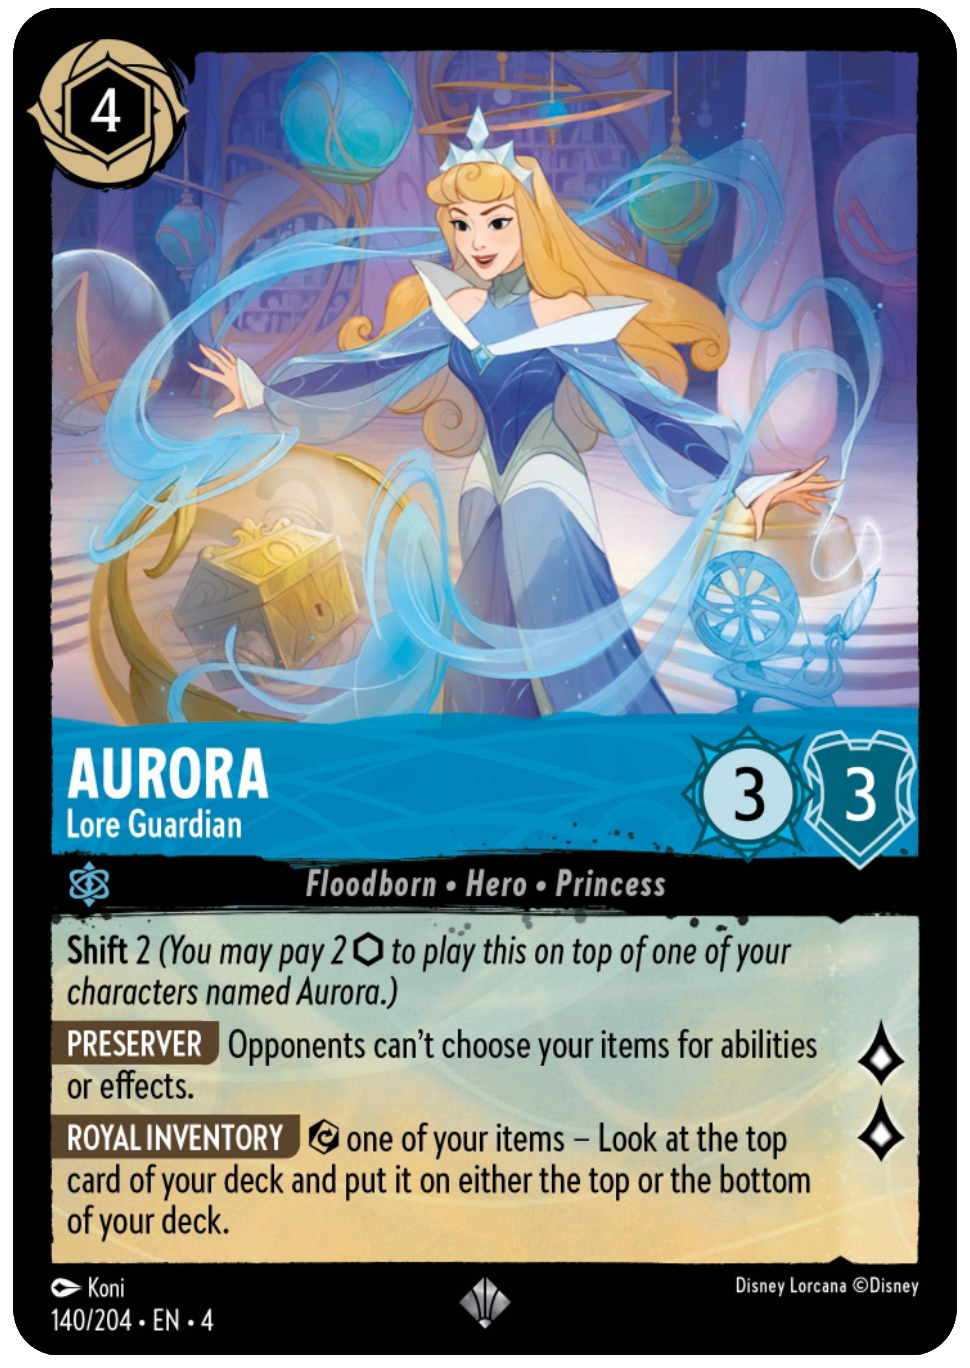 4
AURORA
Lore Guardian
3
3
Floodborn • Hero • Princess
Shift 2 (You may pay 2 to play this on top of one of your
characters named Aurora.)
PRESERVER Opponents can't choose your items for abilities
or effects.
ROYAL INVENTORY one of your items – Look at the top
card of your deck and put it on either the top or the bottom
of your deck.
Koni
140/204 • EN • 4
Disney Lorcana ©Disney